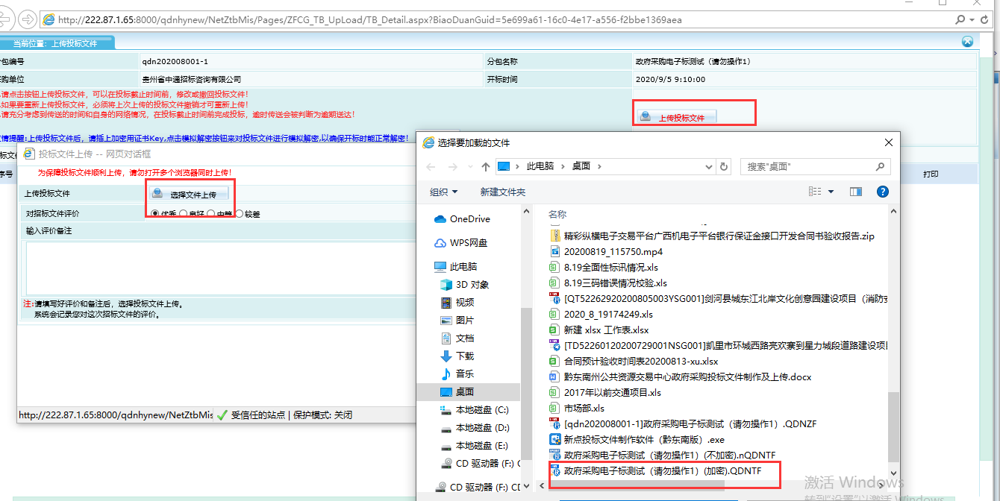 http://222.87.1.65:8000/qdnhynew/NetZtbMis/Pages/ZFCG_TB_UpLoad/TB_Detail.aspx?BiaoDuanGuid=5e699a61-16c0-4e17-a556-f2bbe1369aea
当前位置：上传投标文件
包编号 qdn202008001-1 分包名称 政府采购电子标测试（请勿操作1）
购单位 贵州省中通招标咨询有限公司 开标时间 2020/9/5 9:10:00
请点击按钮上传投标文件，可以在投标截止时间前，修改或撤回投标文件！
如果要重新上传投标文件，必须将上次上传的投标文件撤销才可重新上传！
请充分考虑到传送的时间和自身的网络情况，在投标截止时间前完成投标，逾时传送会被判断为逾期送达！
上传投标文件
情提醒：上传投标文件后，请插上加密用证书Key,点击模拟解密按钮来对投标文件进行模拟解密,以确保开标时能正常解密！
标文
序号
打印
投标文件上传 -- 网页对话框
为保障投标文件顺利上传，请勿打开多个浏览器同时上传！
上传投标文件 选择文件上传
对招标文件评价 优秀 良好 中等 较差
输入评价备注
注:请填写好评价和备注后，选择投标文件上传。
系统会记录您对这次招标文件的评价。
http://222.87.1.65:8000/qdnhynew/NetZtbMis 受信任的站点 | 保护模式: 关闭
选择要加载的文件
此电脑 桌面
搜索"桌面"
组织 新建文件夹
OneDrive
WPS网盘
此电脑
3D 对象
视频
图片
文档
下载
音乐
桌面
本地磁盘 (C:)
本地磁盘 (D:)
本地磁盘 (E:)
CD 驱动器 (F:) C
CD 驱动器 (F:) CD
名称
精彩纵横电子交易平台广西机电子平台银行保证金接口开发合同书验收报告.zip
20200819_115750.mp4
8.19全面性标讯情况.xls
8.19三码错误情况校验.xls
[QT52262920200805003YSG001]剑河县城东江北岸文化创意园建设项目（消防安
2020_8_19174249.xls
新建 xlsx 工作表.xlsx
[TD52260120200729001NSG001]凯里市环城西路亮欢寨到星力城段道路建设项目
合同预计验收时间表20200813-xu.xlsx
黔东南州公共资源交易中心政府采购投标文件制作及上传.docx
2017年以前交通项目.xls
市场部.xls
[qdn202008001-1]政府采购电子标测试（请勿操作1）.QDNZF
新点投标文件制作软件（黔东南版）.exe
政府采购电子标测试（请勿操作1）(不加密).nQDNTF
政府采购电子标测试（请勿操作1）(加密).QDNTF
激活 Windows
转到"设置"以激活 Windows